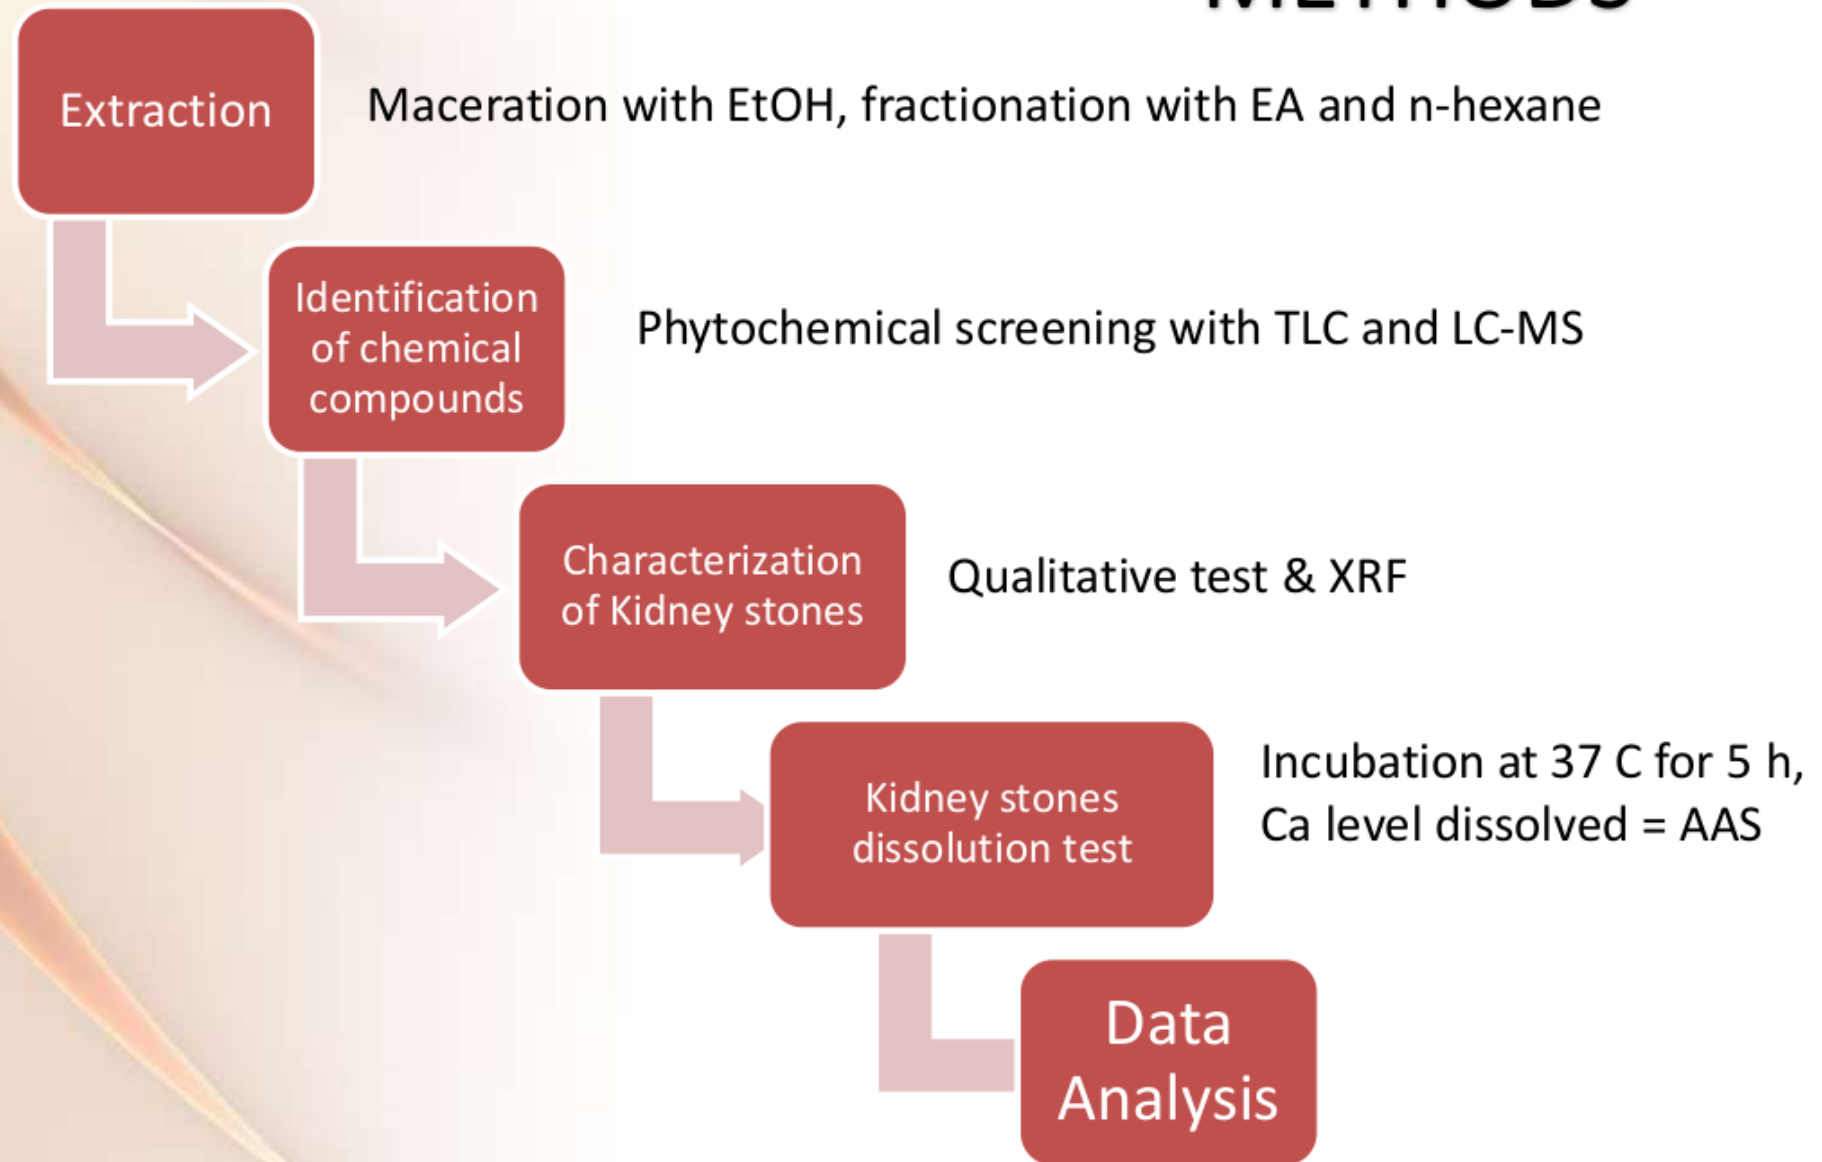 METHODS
Extraction
Maceration with EtOH, fractionation with EA and n-hexane
Identification
of chemical
compounds
Phytochemical screening with TLC and LC-MS
Characterization
of Kidney stones
Qualitative test & XRF
Kidney stones
dissolution test
Incubation at 37 C for 5 h,
Ca level dissolved = AAS
Data
Analysis